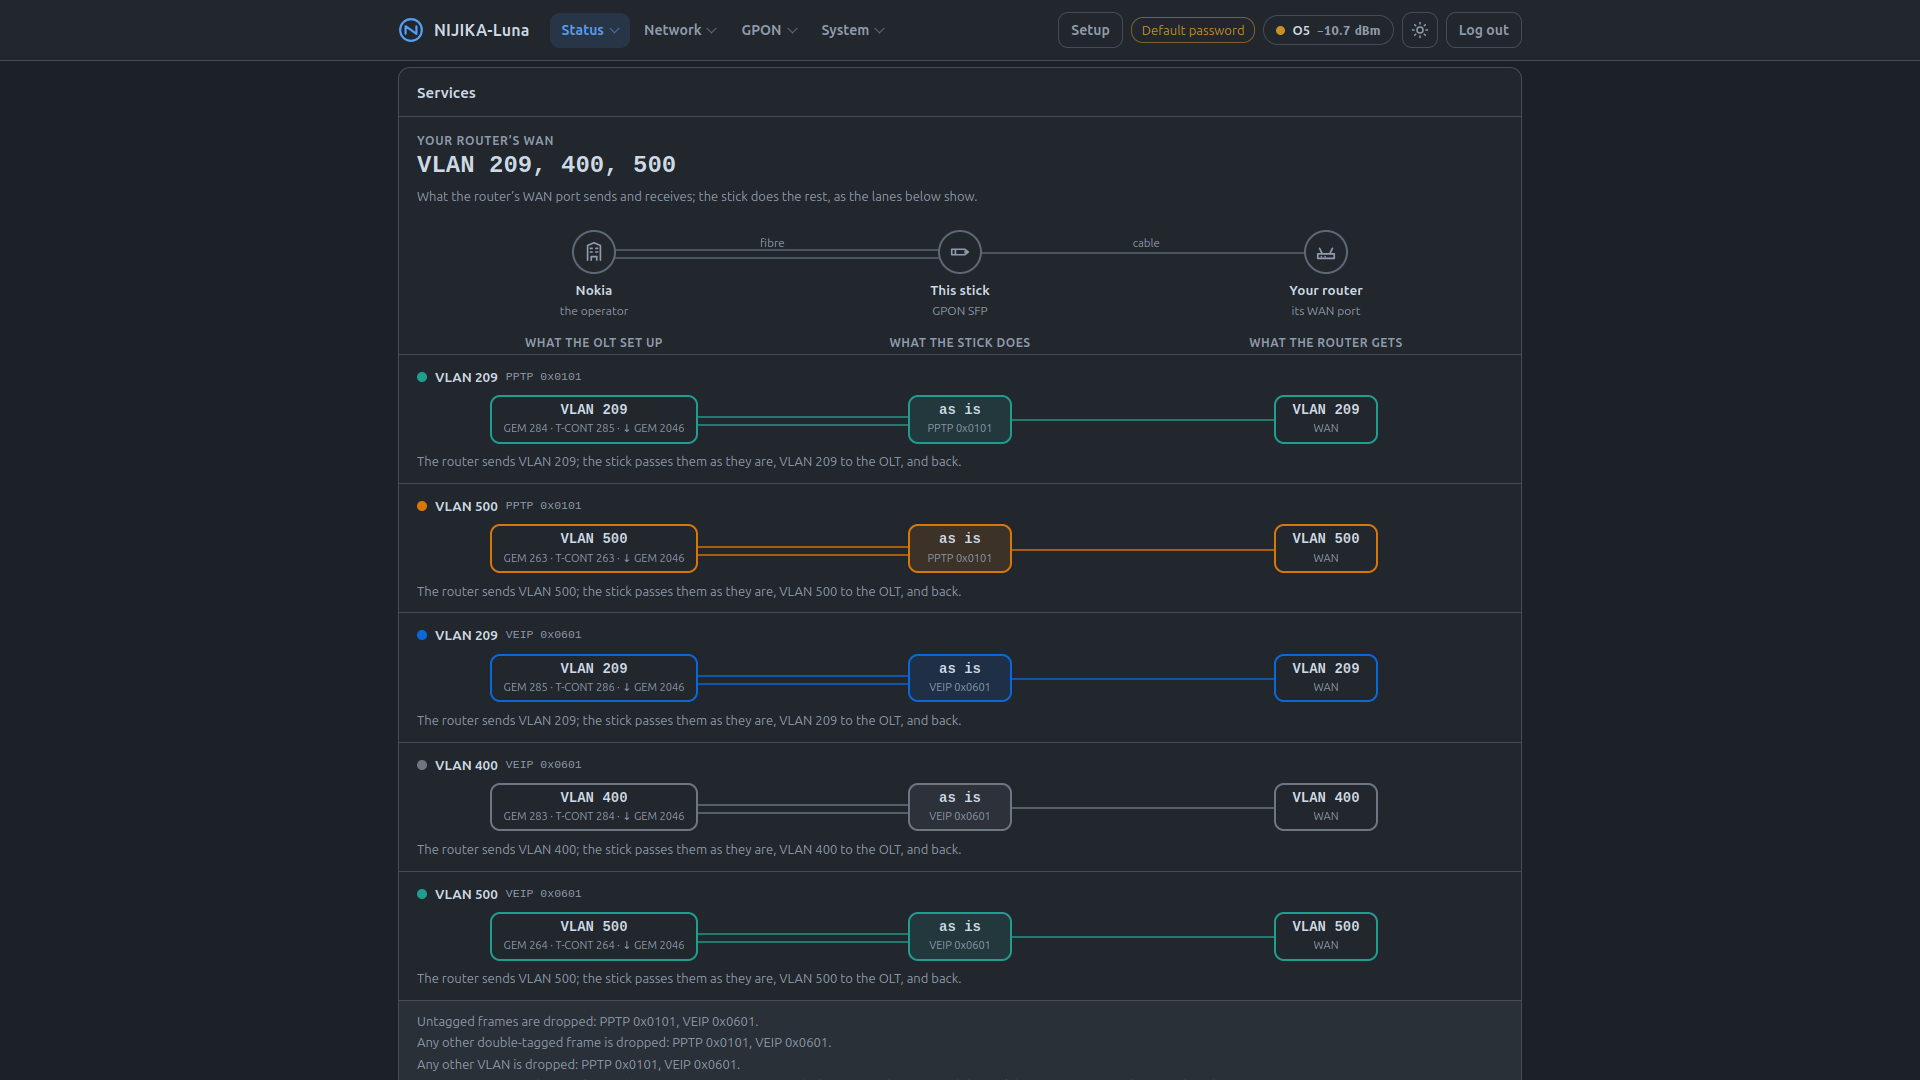 NIJIKA-Luna Status Network GPON System Setup Default password O5 −10.7 dBm Log out
Services
YOUR ROUTER’S WAN
VLAN 209, 400, 500
What the router’s WAN port sends and receives; the stick does the rest, as the lanes below show.
fibre cable
Nokia This stick Your router
the operator GPON SFP its WAN port
WHAT THE OLT SET UP WHAT THE STICK DOES WHAT THE ROUTER GETS
VLAN 209 PPTP 0x0101
VLAN 209 as is VLAN 209
GEM 284 · T-CONT 285 · ↓ GEM 2046 PPTP 0x0101 WAN
The router sends VLAN 209; the stick passes them as they are, VLAN 209 to the OLT, and back.
VLAN 500 PPTP 0x0101
VLAN 500 as is VLAN 500
GEM 263 · T-CONT 263 · ↓ GEM 2046 PPTP 0x0101 WAN
The router sends VLAN 500; the stick passes them as they are, VLAN 500 to the OLT, and back.
VLAN 209 VEIP 0x0601
VLAN 209 as is VLAN 209
GEM 285 · T-CONT 286 · ↓ GEM 2046 VEIP 0x0601 WAN
The router sends VLAN 209; the stick passes them as they are, VLAN 209 to the OLT, and back.
VLAN 400 VEIP 0x0601
VLAN 400 as is VLAN 400
GEM 283 · T-CONT 284 · ↓ GEM 2046 VEIP 0x0601 WAN
The router sends VLAN 400; the stick passes them as they are, VLAN 400 to the OLT, and back.
VLAN 500 VEIP 0x0601
VLAN 500 as is VLAN 500
GEM 264 · T-CONT 264 · ↓ GEM 2046 VEIP 0x0601 WAN
The router sends VLAN 500; the stick passes them as they are, VLAN 500 to the OLT, and back.
Untagged frames are dropped: PPTP 0x0101, VEIP 0x0601.
Any other double-tagged frame is dropped: PPTP 0x0101, VEIP 0x0601.
Any other VLAN is dropped: PPTP 0x0101, VEIP 0x0601.